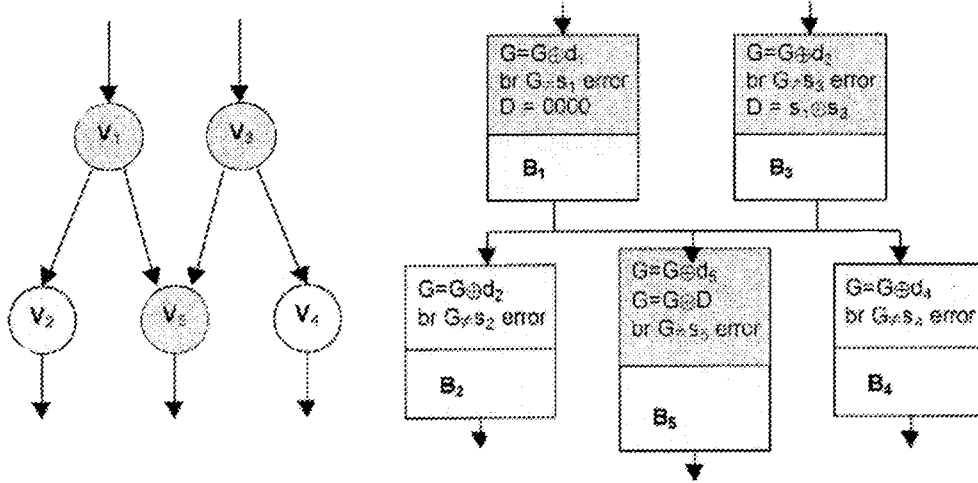 V₁
V₃
V₂
V₅
V₄
G=G⊕d₁
br G≠s₁ error
D = 0000
B₁
G=G⊕d₃
br G≠s₃ error
D = s₁⊕s₃
B₃
G=G⊕d₂
br G≠s₂ error
B₂
G=G⊕d₅
G=G⊕D
br G≠s₅ error
B₅
G=G⊕d₄
br G≠s₄ error
B₄